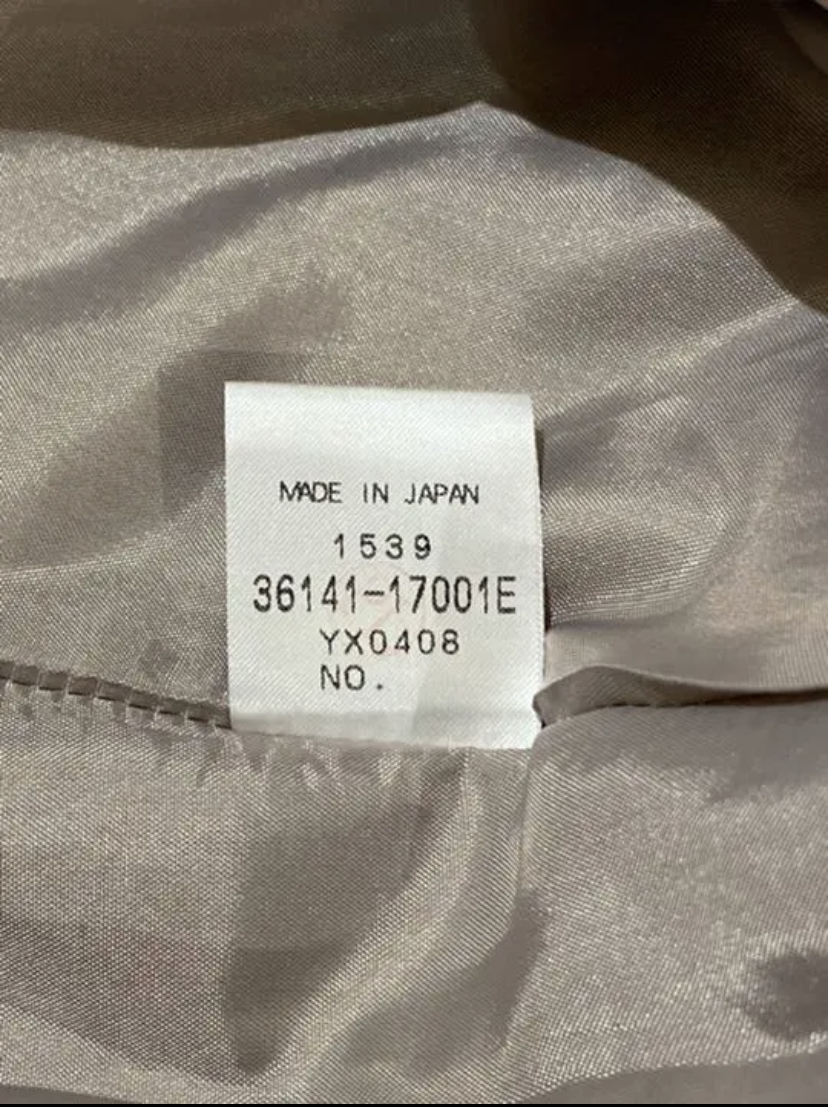 MADE IN JAPAN
1539
36141-17001E
YX0408
NO.